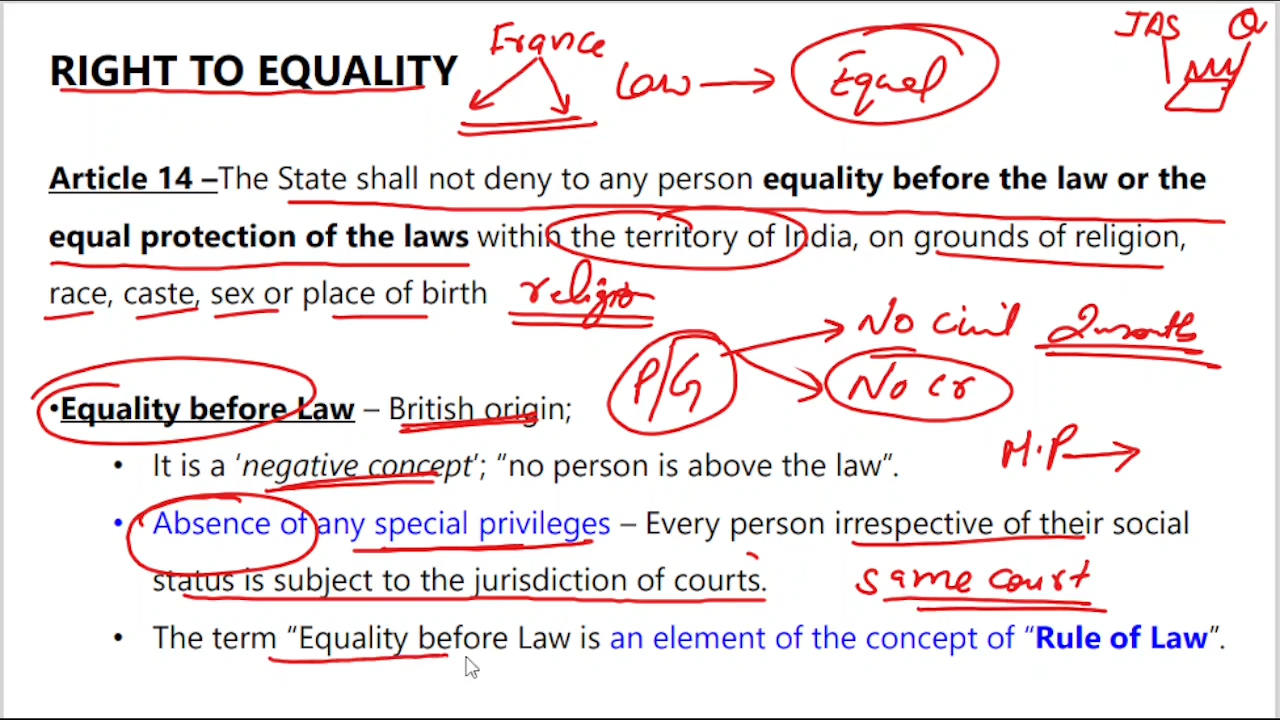 RIGHT TO EQUALITY
France
Law → Equal
IAS
Article 14 –The State shall not deny to any person equality before the law or the
equal protection of the laws within the territory of India, on grounds of religion,
race, caste, sex or place of birth
P/G
No civil 2 months
No cr
•Equality before Law – British origin;
M.P →
• It is a ‘negative concept’; “no person is above the law”.
• Absence of any special privileges – Every person irrespective of their social
status is subject to the jurisdiction of courts.
same court
• The term “Equality before Law is an element of the concept of “Rule of Law”.